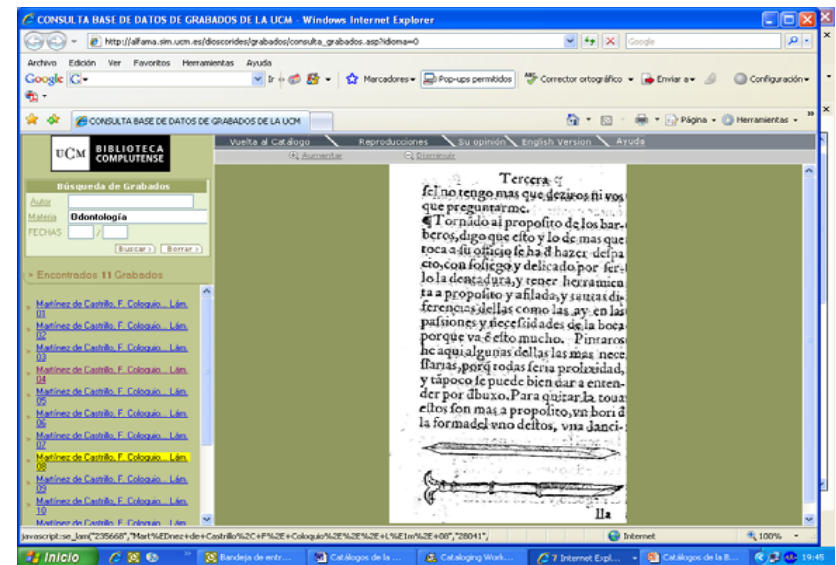 CONSULTA BASE DE DATOS DE GRABADOS DE LA UCM - Windows Internet Explorer
http://alfama.sim.ucm.es/dioscorides/grabados/consulta_grabados.asp?idioma=0
Google
Archivo Edición Ver Favoritos Herramientas Ayuda
Google G Ir Marcadores Pop-ups permitidos Corrector ortográfico Enviar a Configuración
CONSULTA BASE DE DATOS DE GRABADOS DE LA UCM Página Herramientas
UCM BIBLIOTECA COMPLUTENSE
Vuelta al Catálogo Reproducciones Su opinión English Version Ayuda
Aumentar Disminuir
Búsqueda de Grabados
Autor
Materia Odontología
FECHAS /
Buscar > Borrar >
» Encontrados 11 Grabados
Martínez de Castrillo, F. Coloquio... Lám. 01
Martínez de Castrillo, F. Coloquio... Lám. 02
Martínez de Castrillo, F. Coloquio... Lám. 03
Martínez de Castrillo, F. Coloquio... Lám. 04
Martínez de Castrillo, F. Coloquio... Lám. 05
Martínez de Castrillo, F. Coloquio... Lám. 06
Martínez de Castrillo, F. Coloquio... Lám. 07
Martínez de Castrillo, F. Coloquio... Lám. 08
Martínez de Castrillo, F. Coloquio... Lám. 09
Martínez de Castrillo, F. Coloquio... Lám. 10
Martínez de Castrillo, F. Coloquio... Lám.
Tercera
ſel no tengo mas que deziros ni vos
que preguntarme.
¶Tornãdo al propoſito de los bar-
beros, digo que eſto y lo de mas que
toca a ſu officio ſe ha đ hazer deſpa
cio, con ſoſiego y delicado por ſer
lo la dentadura, y tener herramien
ta a propoſito y afilada, y tantas di-
ferencias dellas como las ay en las
paſsiones y neceſsidades de la boca
porque va ẽ eſto mucho. Pintaros
he aqui algunas dellas las mas nece
ſſarias, porq̃ todas ſeria prolixidad,
y tãpoco ſe puede bien dar a enten-
der por đbuxo. Para quitar la toua
eſtos ſon mas a propoſito, vn
la forma del vno deſtos, vna
lla
javascript:se_lam("235668","Mart%EDnez+de+Castrillo%2C+F%2E+Coloquio%2E%2E%2E+L%E1m%2E+08","28041"; Internet 100%
Inicio Bandeja de entr... Catálogos de la ... Cataloging Work... 7 Internet Expl... Catálogos de la B... 19:45